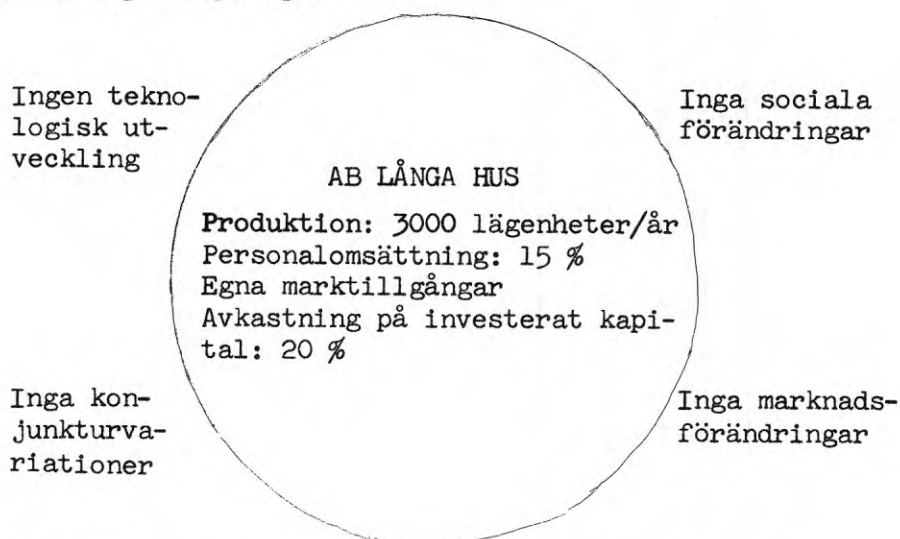 Ingen tekno-
logisk ut-
veckling
Inga sociala
förändringar
AB LÅNGA HUS
Produktion: 3000 lägenheter/år
Personalomsättning: 15 %
Egna marktillgångar
Avkastning på investerat kapi-
tal: 20 %
Inga kon-
junkturva-
riationer
Inga marknads-
förändringar